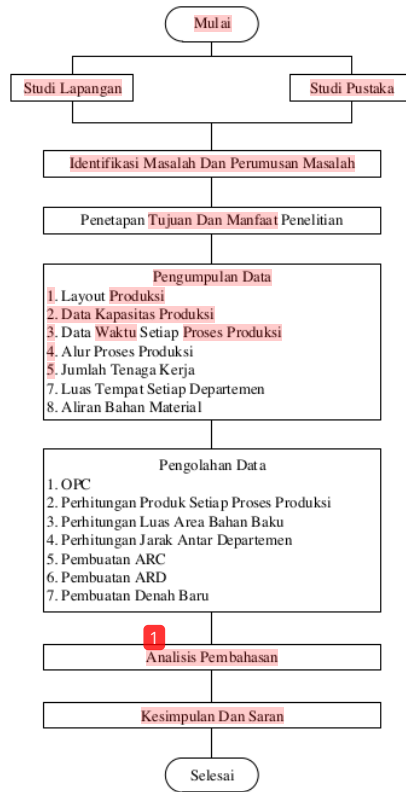 Mulai
Studi Lapangan
Studi Pustaka
Identifikasi Masalah Dan Perumusan Masalah
Penetapan Tujuan Dan Manfaat Penelitian
Pengumpulan Data
1. Layout Produksi
2. Data Kapasitas Produksi
3. Data Waktu Setiap Proses Produksi
4. Alur Proses Produksi
5. Jumlah Tenaga Kerja
7. Luas Tempat Setiap Departemen
8. Aliran Bahan Material
Pengolahan Data
1. OPC
2. Perhitungan Produk Setiap Proses Produksi
3. Perhitungan Luas Area Bahan Baku
4. Perhitungan Jarak Antar Departemen
5. Pembuatan ARC
6. Pembuatan ARD
7. Pembuatan Denah Baru
1
Analisis Pembahasan
Kesimpulan Dan Saran
Selesai